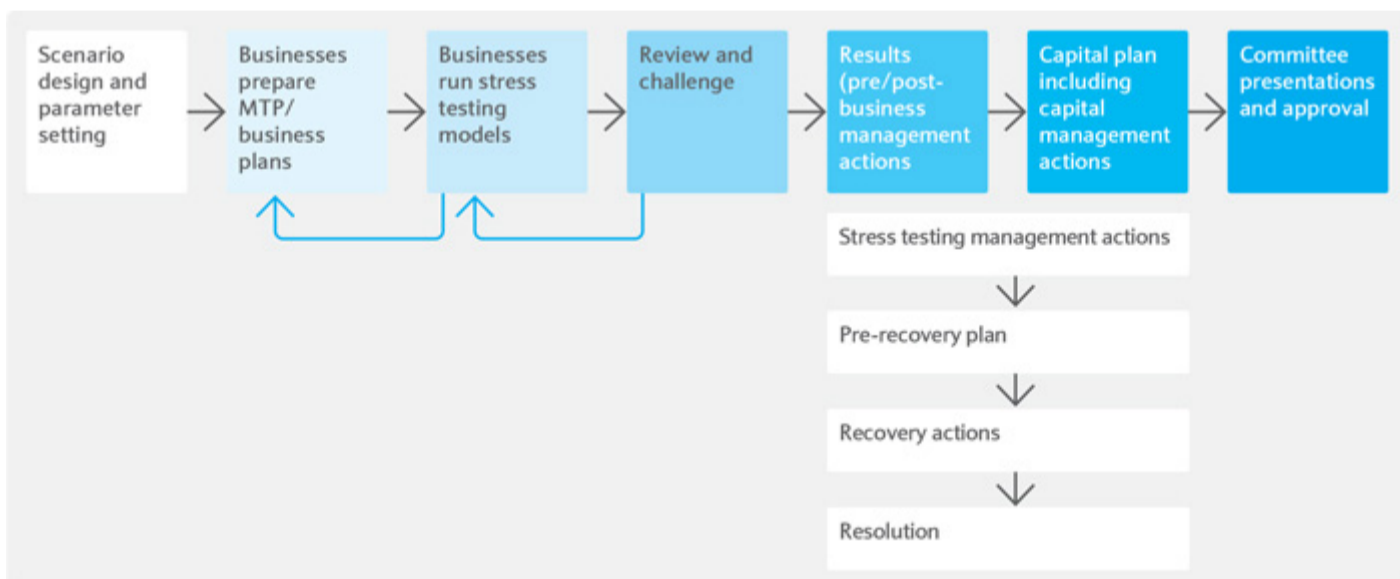 Scenario
design and
parameter
setting
Businesses
prepare
MTP/
business
plans
Businesses
run stress
testing
models
Review and
challenge
Results
(pre/post-
business
management
actions
Capital plan
including
capital
management
actions
Committee
presentations
and approval
Stress testing management actions
Pre-recovery plan
Recovery actions
Resolution